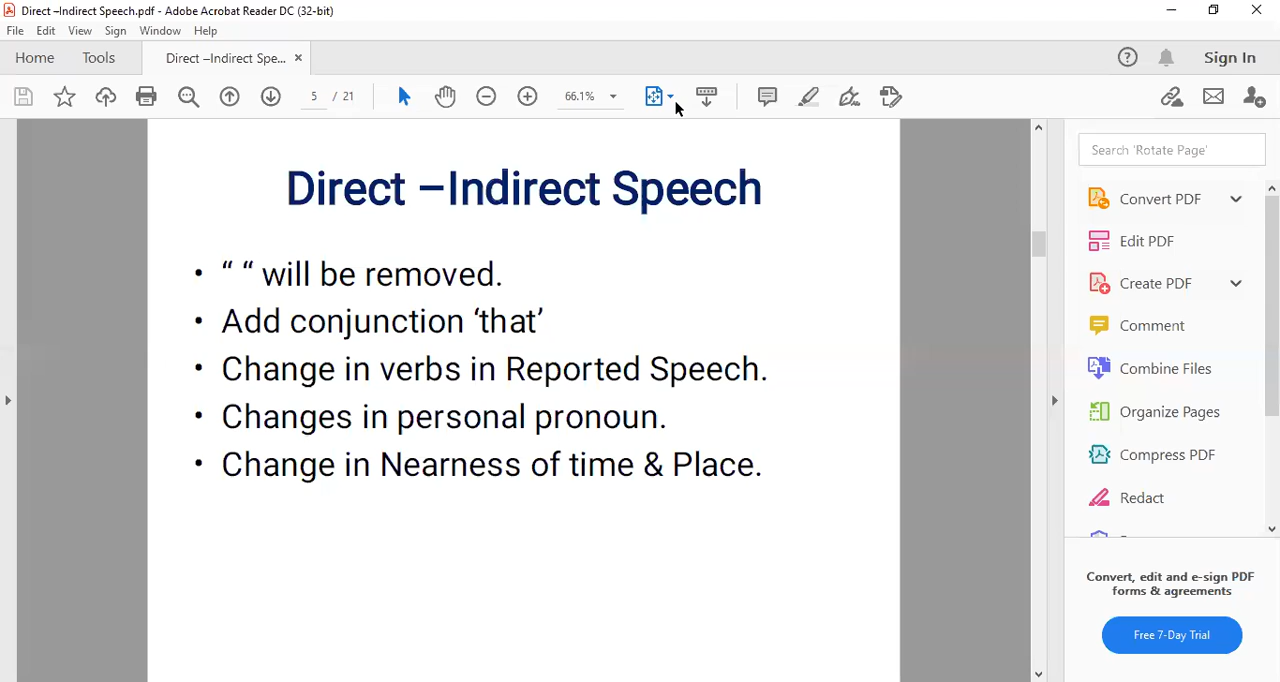 Direct –Indirect Speech.pdf - Adobe Acrobat Reader DC (32-bit)
File Edit View Sign Window Help
Home Tools Direct –Indirect Spe... × Sign In
5 / 21 66.1%
Direct –Indirect Speech
• “ “ will be removed.
• Add conjunction ‘that’
• Change in verbs in Reported Speech.
• Changes in personal pronoun.
• Change in Nearness of time & Place.
Search 'Rotate Page'
Convert PDF
Edit PDF
Create PDF
Comment
Combine Files
Organize Pages
Compress PDF
Redact
Convert, edit and e-sign PDF
forms & agreements
Free 7-Day Trial